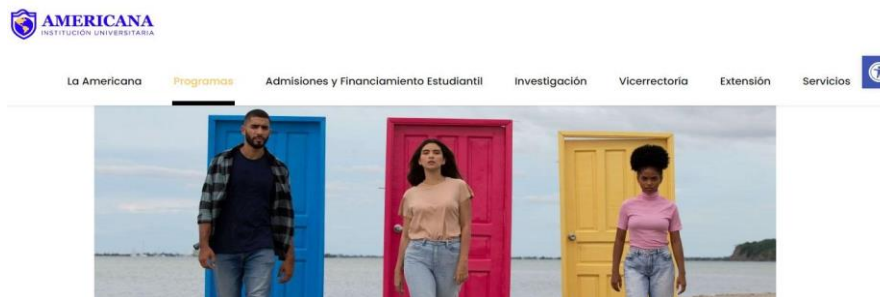 AMERICANA
INSTITUCIÓN UNIVERSITARIA
La Americana Programas Admisiones y Financiamiento Estudiantil Investigación Vicerrectoría Extensión Servicios